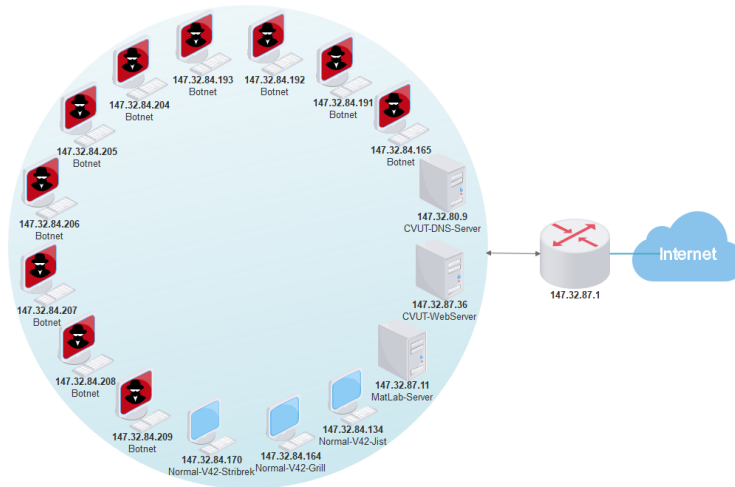 147.32.84.193
Botnet
147.32.84.192
Botnet
147.32.84.204
Botnet
147.32.84.191
Botnet
147.32.84.205
Botnet
147.32.84.165
Botnet
147.32.80.9
CVUT-DNS-Server
147.32.84.206
Botnet
Internet
147.32.87.1
147.32.87.36
CVUT-WebServer
147.32.84.207
Botnet
147.32.84.208
Botnet
147.32.87.11
MatLab-Server
147.32.84.134
Normal-V42-Jist
147.32.84.209
Botnet
147.32.84.170
Normal-V42-Stribrek
147.32.84.164
Normal-V42-Grill